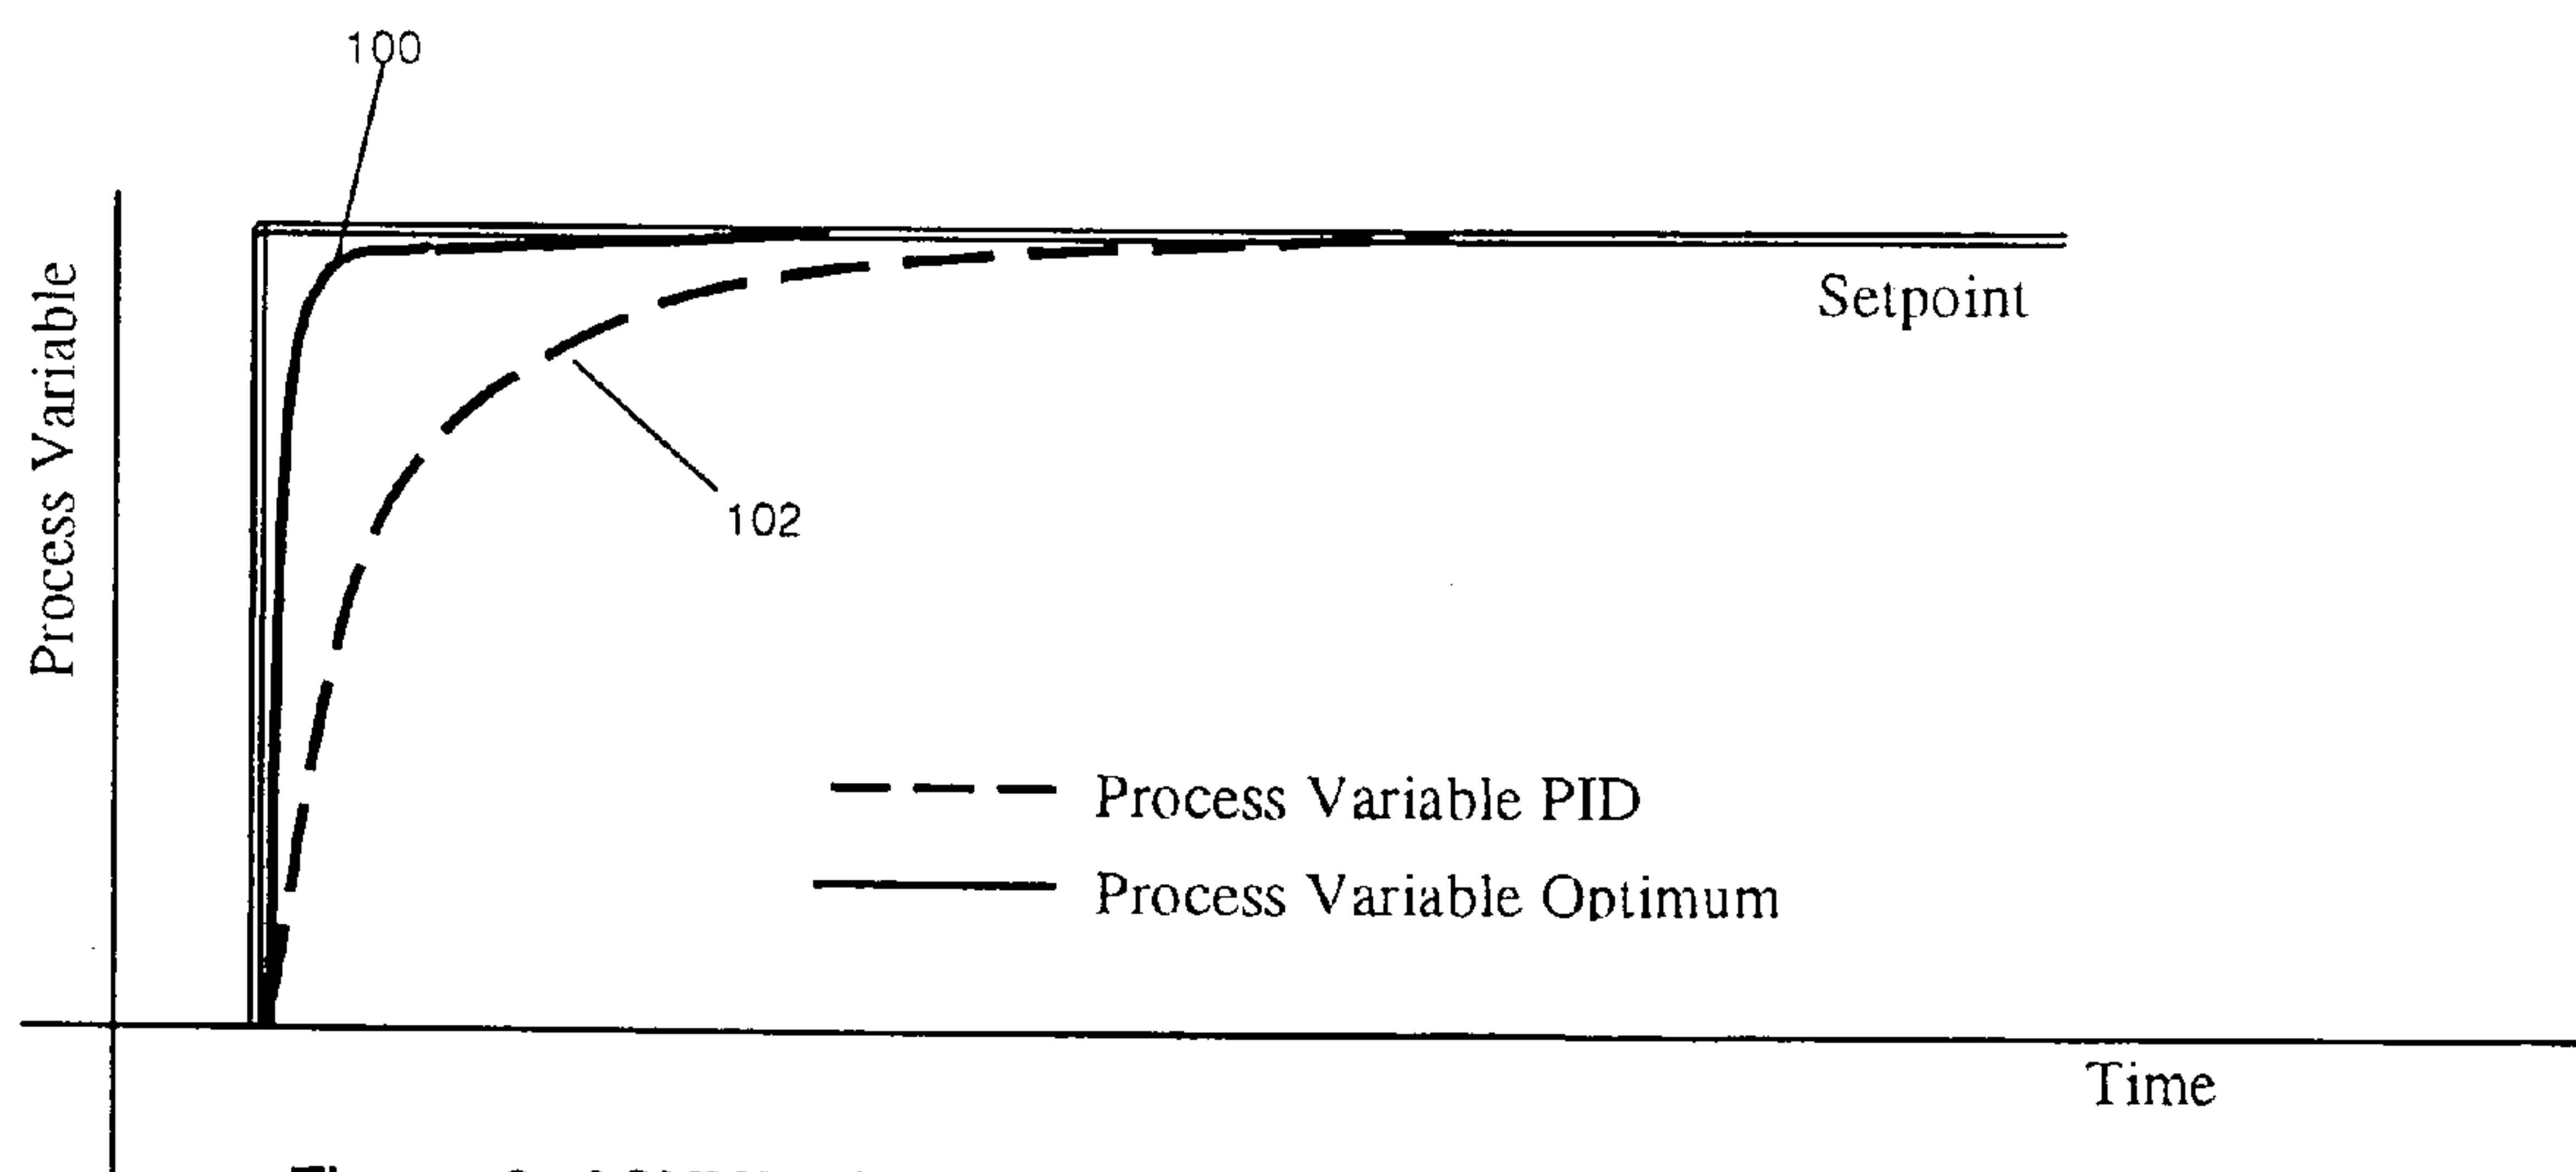 100
Process Variable
Setpoint
102
Process Variable PID
Process Variable Optimum
Time